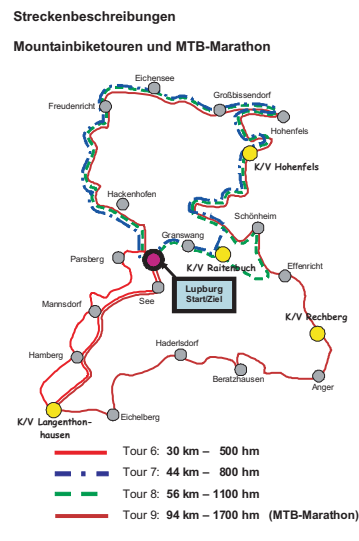 Streckenbeschreibungen
Mountainbiketouren und MTB-Marathon
Eichensee
Großbissendorf
Freudenricht
Hohenfels
K/V Hohenfels
Hackenhofen
Schönheim
Granswang
Parsberg
K/V Raitenbuch
Effenricht
Lupburg
Start/Ziel
See
Mannsdorf
K/V Rechberg
Haderlsdorf
Hamberg
Beratzhausen
Anger
K/V Langenthon-
hausen
Eichelberg
Tour 6: 30 km – 500 hm
Tour 7: 44 km – 800 hm
Tour 8: 56 km – 1100 hm
Tour 9: 94 km – 1700 hm (MTB-Marathon)